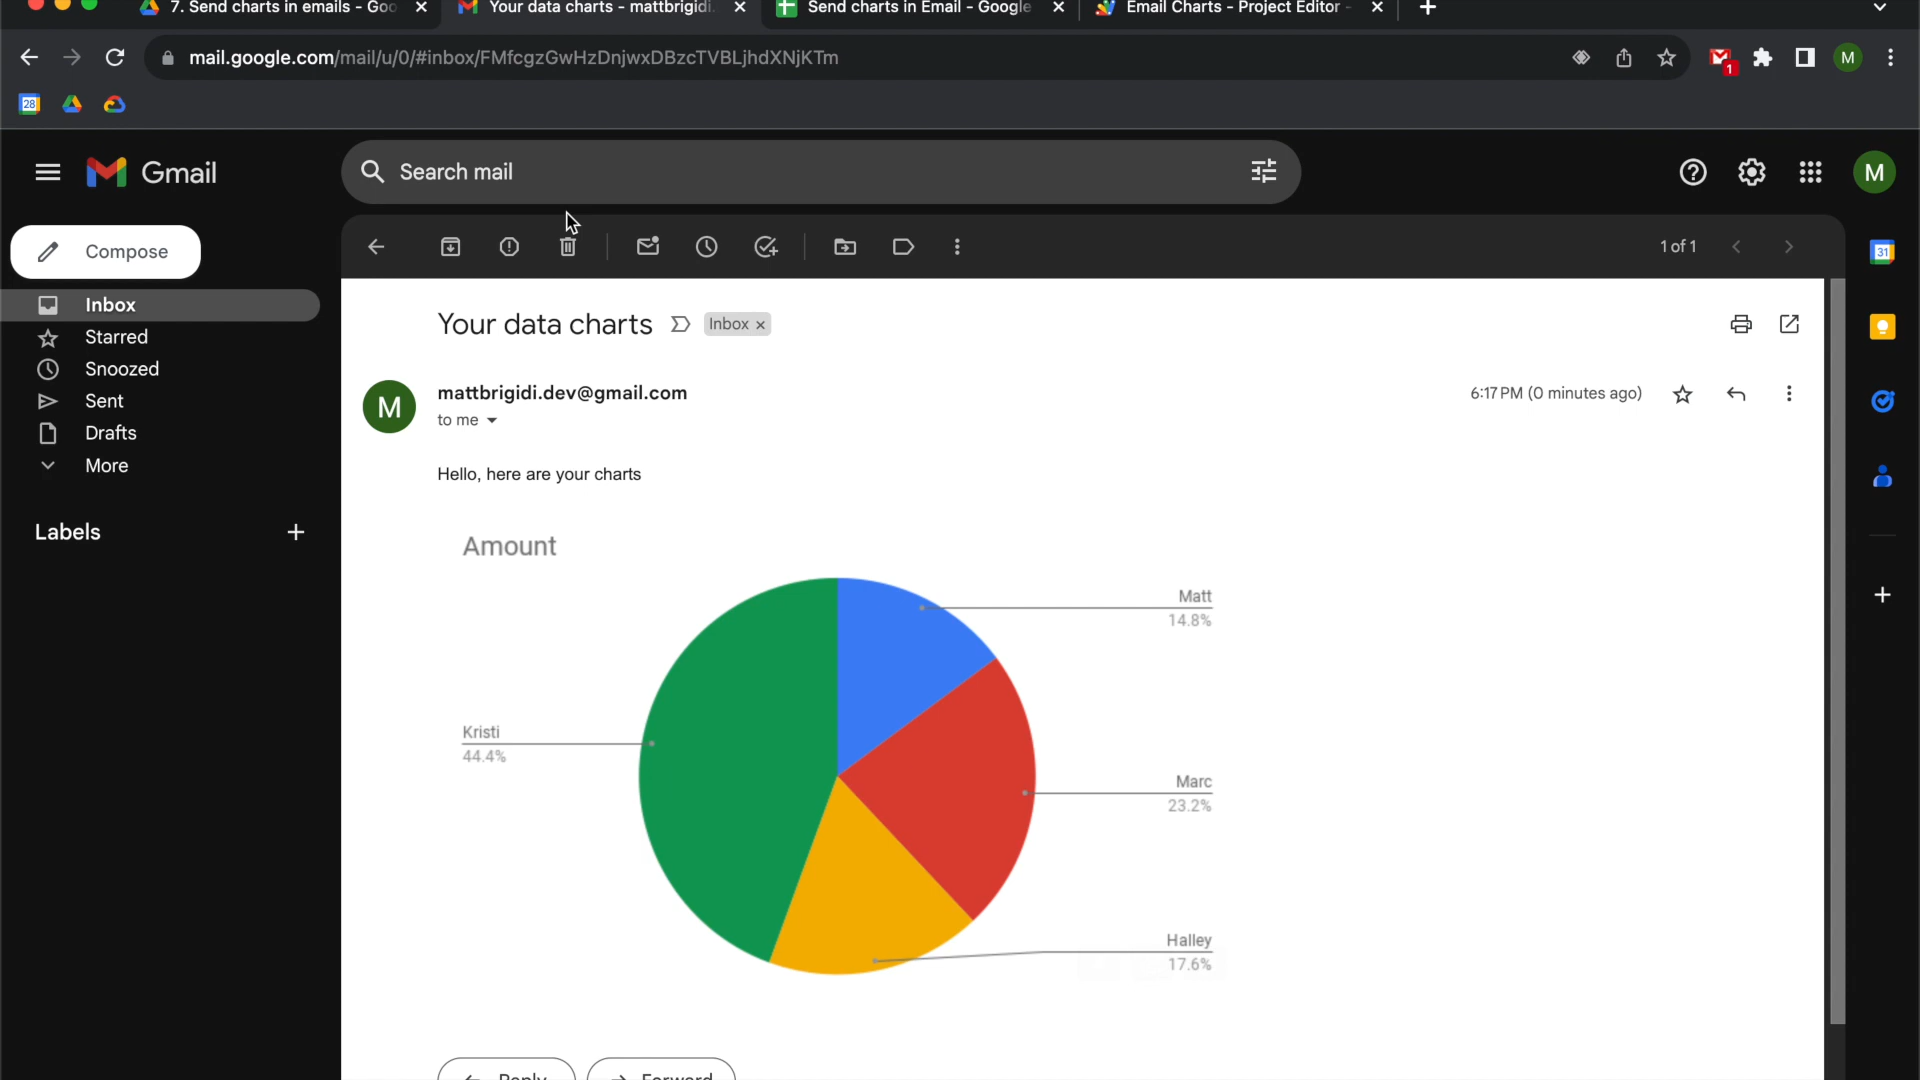 7. Send charts in emails - Goo
Your data charts - mattbrigidi.
Send charts in Email - Google
Email Charts - Project Editor -
mail.google.com/mail/u/0/#inbox/FMfcgzGwHzDnjwxDBzcTVBLjhdXNjKTm
1
M
28
Gmail
Search mail
M
Compose
1 of 1
31
Inbox
Starred
Snoozed
Sent
Drafts
More
Labels
Your data charts
Inbox
M
mattbrigidi.dev@gmail.com
6:17 PM (0 minutes ago)
to me
Hello, here are your charts
Amount
Matt
14.8%
Kristi
44.4%
Marc
23.2%
Halley
17.6%
Reply
Forward